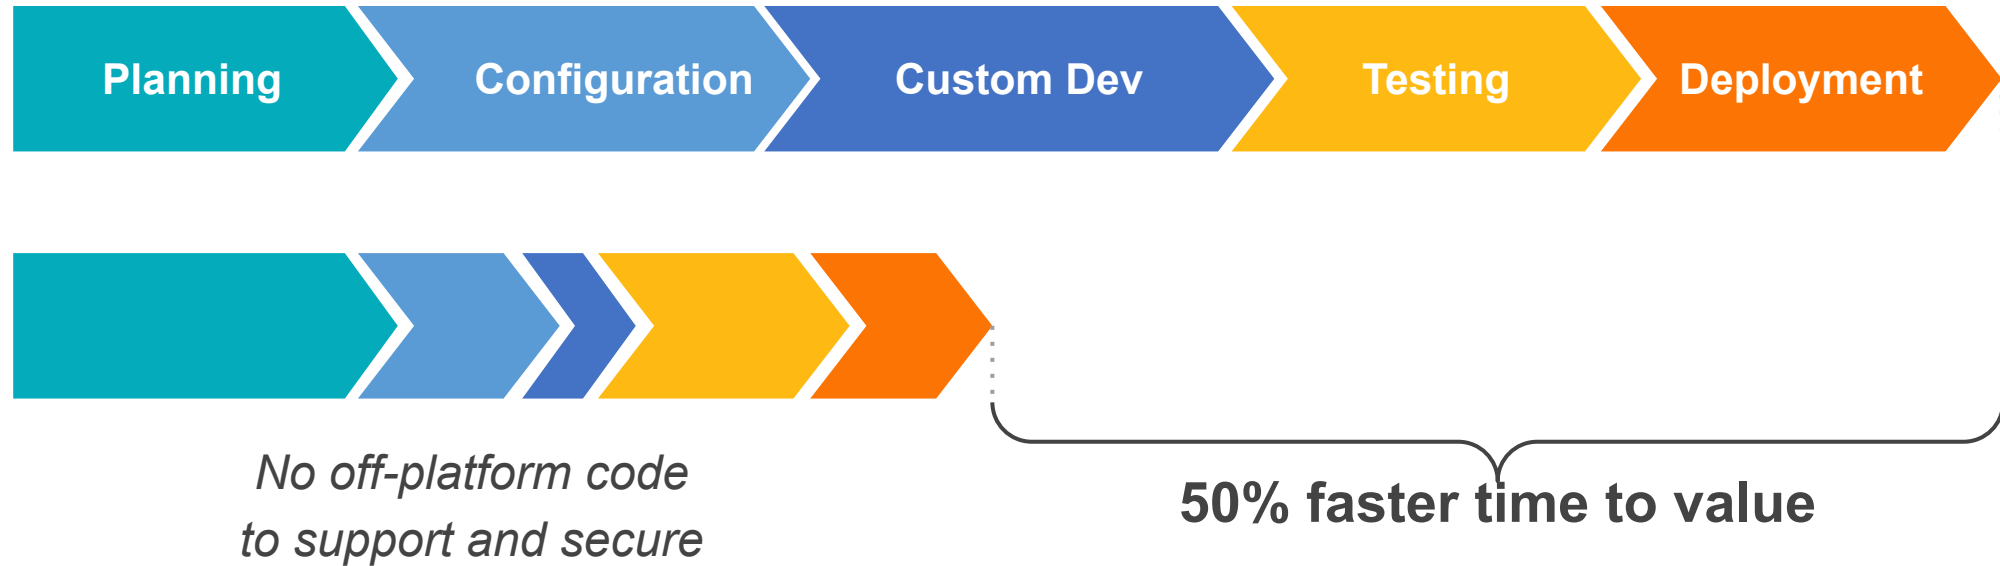 Planning
Configuration
Custom Dev
Testing
Deployment
No off-platform code
to support and secure
50% faster time to value